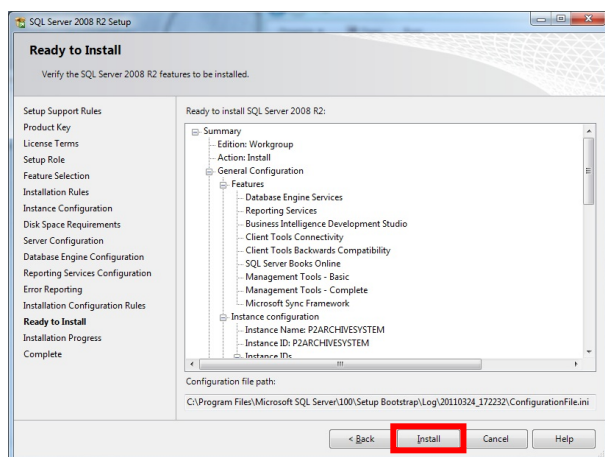 SQL Server 2008 R2 Setup
Ready to Install
Verify the SQL Server 2008 R2 features to be installed.
Setup Support Rules
Product Key
License Terms
Setup Role
Feature Selection
Installation Rules
Instance Configuration
Disk Space Requirements
Server Configuration
Database Engine Configuration
Reporting Services Configuration
Error Reporting
Installation Configuration Rules
Ready to Install
Installation Progress
Complete
Ready to install SQL Server 2008 R2:
Summary
Edition: Workgroup
Action: Install
General Configuration
Features
Database Engine Services
Reporting Services
Business Intelligence Development Studio
Client Tools Connectivity
Client Tools Backwards Compatibility
SQL Server Books Online
Management Tools - Basic
Management Tools - Complete
Microsoft Sync Framework
Instance configuration
Instance Name: P2ARCHIVESYSTEM
Instance ID: P2ARCHIVESYSTEM
Instance IDs
Configuration file path:
C:\Program Files\Microsoft SQL Server\100\Setup Bootstrap\Log\20110324_172232\ConfigurationFile.ini
< Back
Install
Cancel
Help